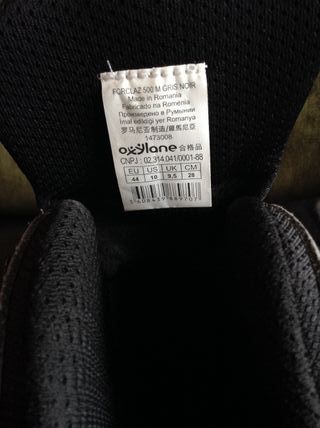 FORCLAZ 500 M GRIS NOIR
Made in Romania
Fabricado na Romênia
Произведено в Румынии
Imal edildiği yer Romanya
罗马尼亚制造/羅馬尼亞
1473008
oxylane 合格品
CNPJ : 02.314.041/0001-88
EU US UK CM
44 10 9,5 28
3608439889707